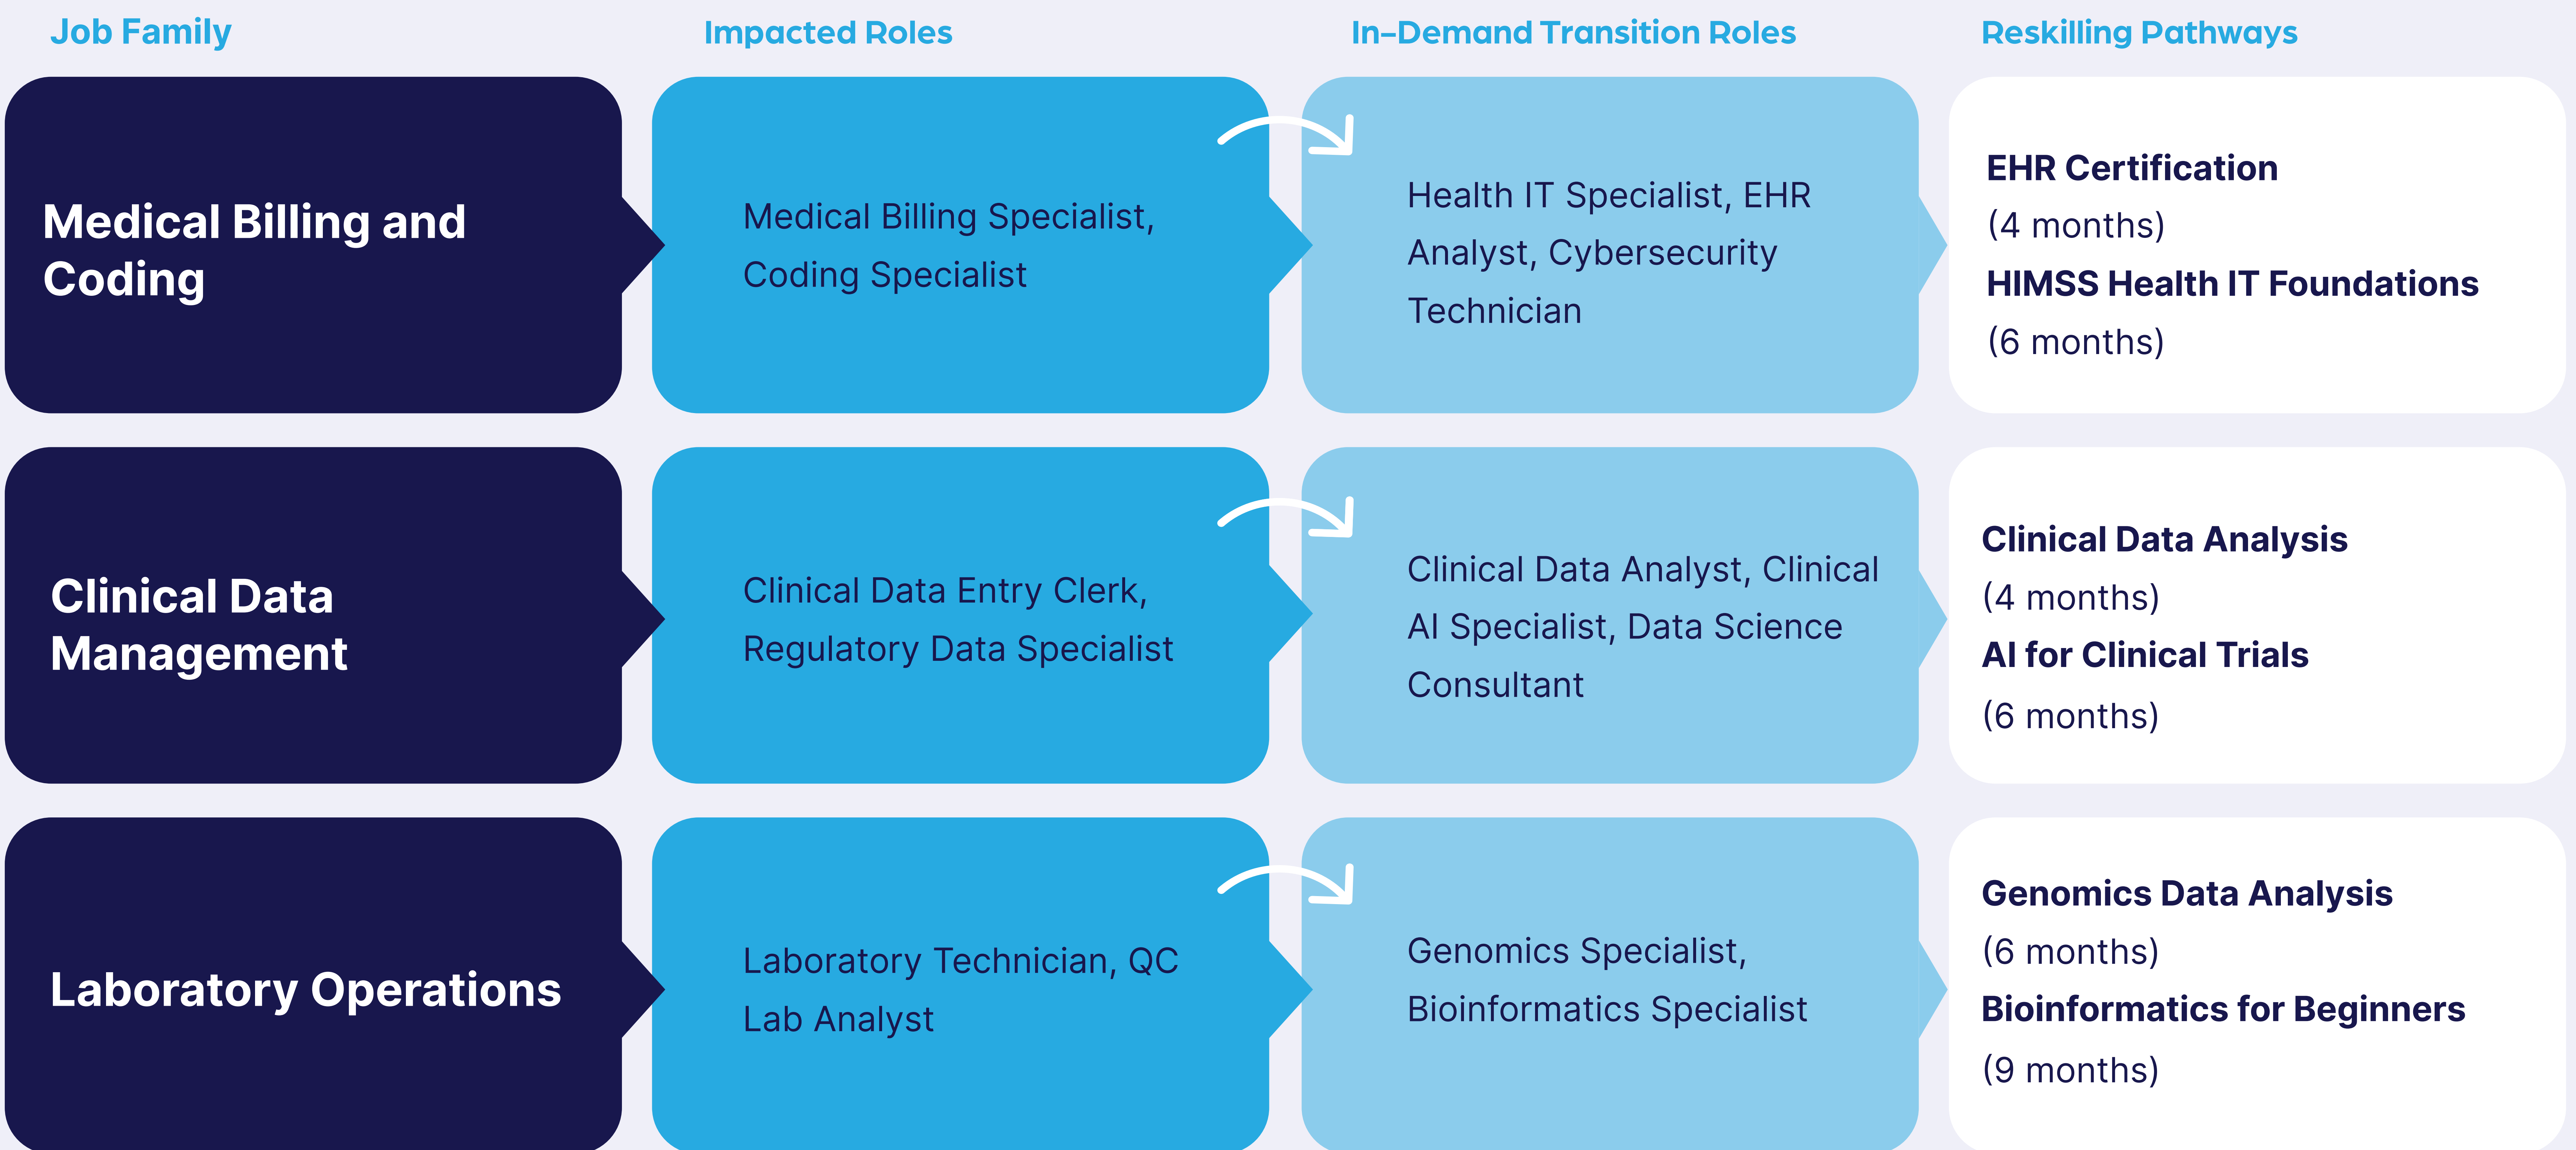 Job Family
Impacted Roles
In-Demand Transition Roles
Reskilling Pathways
Medical Billing and
Coding
Medical Billing Specialist,
Coding Specialist
Health IT Specialist, EHR
Analyst, Cybersecurity
Technician
EHR Certification
(4 months)
HIMSS Health IT Foundations
(6 months)
Clinical Data
Management
Clinical Data Entry Clerk,
Regulatory Data Specialist
Clinical Data Analyst, Clinical
AI Specialist, Data Science
Consultant
Clinical Data Analysis
(4 months)
AI for Clinical Trials
(6 months)
Laboratory Operations
Laboratory Technician, QC
Lab Analyst
Genomics Specialist,
Bioinformatics Specialist
Genomics Data Analysis
(6 months)
Bioinformatics for Beginners
(9 months)